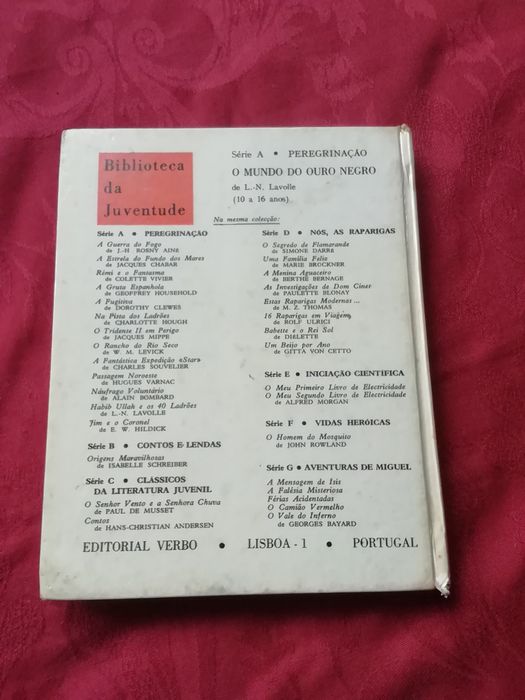 Biblioteca
da
Juventude
Série A • PEREGRINAÇÃO
O MUNDO DO OURO NEGRO
de L.-N. Lavolle
(10 a 16 anos)
Na mesma colecção:
Série A • PEREGRINAÇÃO
A Guerra do Fogo
de J.-H. ROSNY AINÉ
A Estrela do Fundo dos Mares
de JACQUES CHABAR
Rémi e o Fantasma
de COLETTE VIVIER
A Gruta Espanhola
de GEOFFREY HOUSEHOLD
A Fugitiva
de DOROTHY CLEWES
Na Pista dos Ladrões
de CHARLOTTE HOUGH
O Tridente II em Perigo
de JACQUES MIPPE
O Rancho do Rio Seco
de W. M. LEVICK
A Fantástica Expedição «Star»
de CHARLES SOUVELIER
Passagem Noroeste
de HUGUES VARNAC
Náufrago Voluntário
de ALAIN BOMBARD
Habib Ullah e os 40 Ladrões
de L.-N. LAVOLLE
Jim e o Coronel
de E. W. HILDICK
Série B • CONTOS E LENDAS
Origens Maravilhosas
de ISABELLE SCHREIBER
Série C • CLÁSSICOS
DA LITERATURA JUVENIL
O Senhor Vento e a Senhora Chuva
de PAUL DE MUSSET
Contos
de HANS-CHRISTIAN ANDERSEN
Série D • NÓS, AS RAPARIGAS
O Segredo de Flamarande
de SIMONE DARRE
Uma Família Feliz
de MARIE BROCKNER
A Menina Aguaceiro
de BERTHE BERNAGE
As Investigações de Dom Ciner
de PAULETTE BLONAY
Estas Raparigas Modernas...
de M. Z. THOMAS
16 Raparigas em Viagem
de ROLF ULRICI
Babette e o Rei Sol
de DIELETTE
Um Beijo por Ano
de GITTA VON CETTO
Série E • INICIAÇÃO CIENTÍFICA
O Meu Primeiro Livro de Electricidade
O Meu Segundo Livro de Electricidade
de ALFRED MORGAN
Série F • VIDAS HERÓICAS
O Homem do Mosquito
de JOHN ROWLAND
Série G • AVENTURAS DE MIGUEL
A Mensagem de Isis
A Falésia Misteriosa
Férias Acidentadas
O Camião Vermelho
O Vale do Inferno
de GEORGES BAYARD
EDITORIAL VERBO • LISBOA - 1 • PORTUGAL